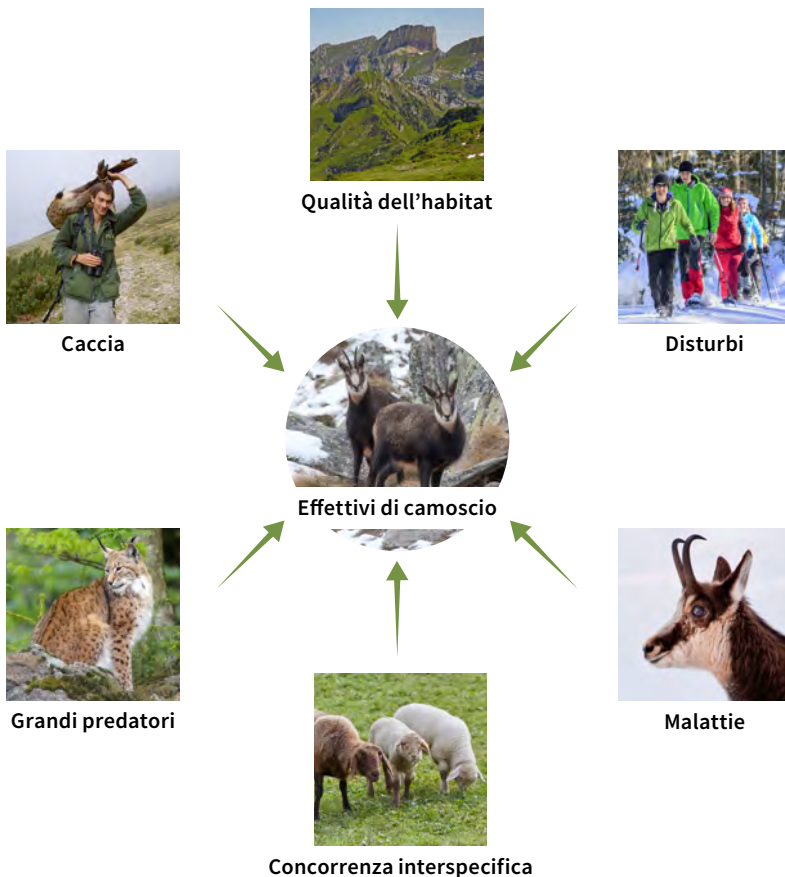 Qualità dell’habitat
Caccia
Disturbi
Effettivi di camoscio
Grandi predatori
Malattie
Concorrenza interspecifica